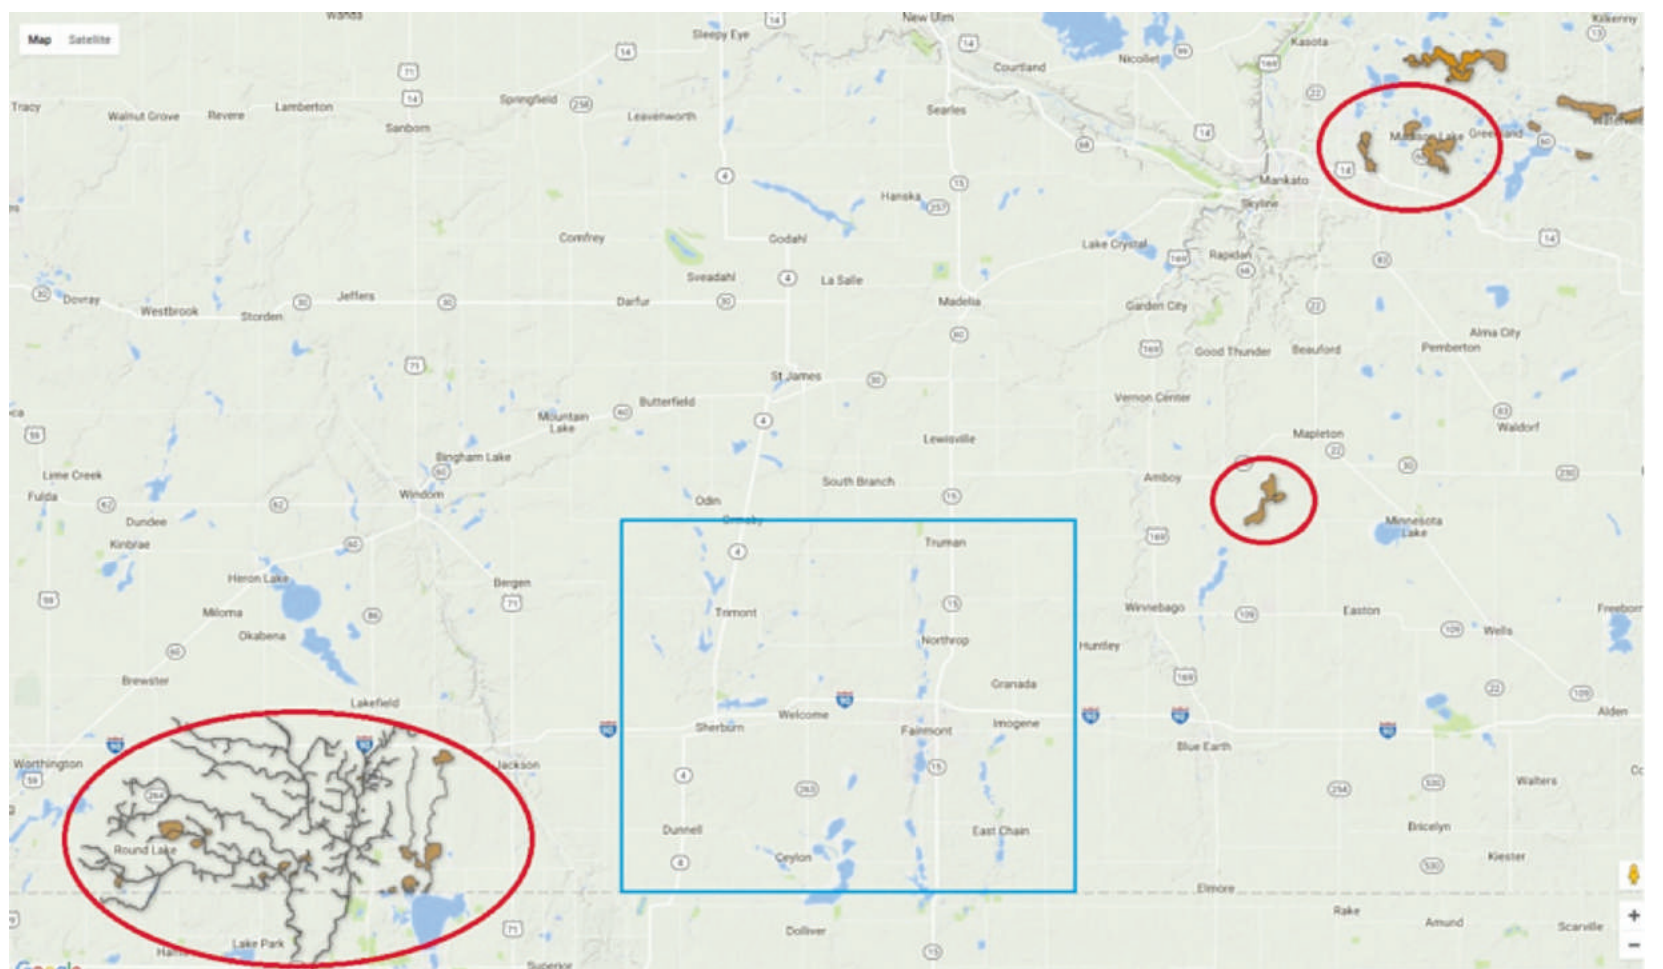 Map Satellite
Wanda
Sleepy Eye
New Ulm
Kilkenny
Kasota
Courtland
Nicollet
Tracy
Walnut Grove
Revere
Lamberton
Sanborn
Springfield
Leavenworth
Searles
Madison Lake
Mankato
Skyline
Hanska
Comfrey
Godahl
Lake Crystal
Rapidan
Sveadahl
La Salle
Dovray
Westbrook
Storden
Jeffers
Darfur
Madelia
Garden City
Alma City
Pemberton
Good Thunder
Beauford
St James
Butterfield
Mountain
Lake
Vernon Center
Waldorf
Mapleton
Lewisville
Bingham Lake
Lime Creek
Fulda
Windom
Odin
South Branch
Amboy
Ormsby
Dundee
Kinbrae
Truman
Minnesota
Lake
Heron Lake
Bergen
Miloma
Okabena
Trimont
Winnebago
Easton
Wells
Northrop
Huntley
Brewster
Granada
Lakefield
Sherburn
Welcome
Fairmont
Imogene
Alden
Blue Earth
Worthington
Jackson
Walters
Dunnell
East Chain
Bricelyn
Round Lake
Ceylon
Kiester
Elmore
Rake
Amund
Scarville
Dolliver
Lake Park
Superior
Google